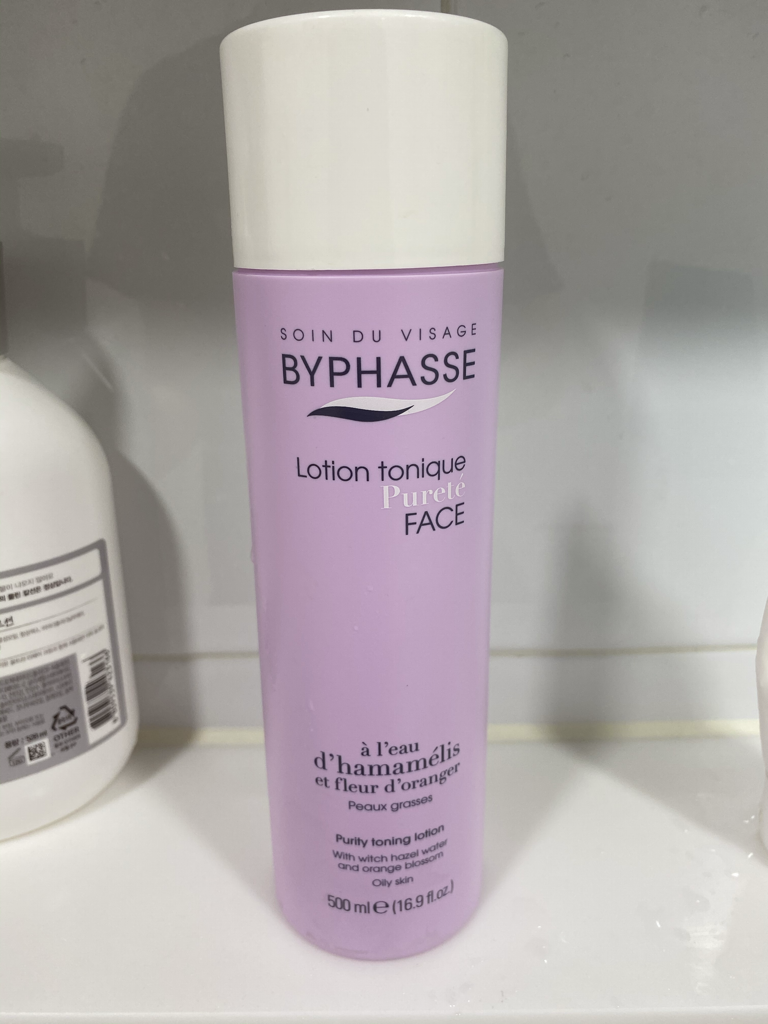 SOIN DU VISAGE
BYPHASSE
Lotion tonique
Pureté
FACE
à l'eau
d'hamamélis
et fleur d'oranger
Peaux grasses
Purity toning lotion
With witch hazel water
and orange blossom
Oily skin
500 ml e (16.9 fl.oz.)
OTHER